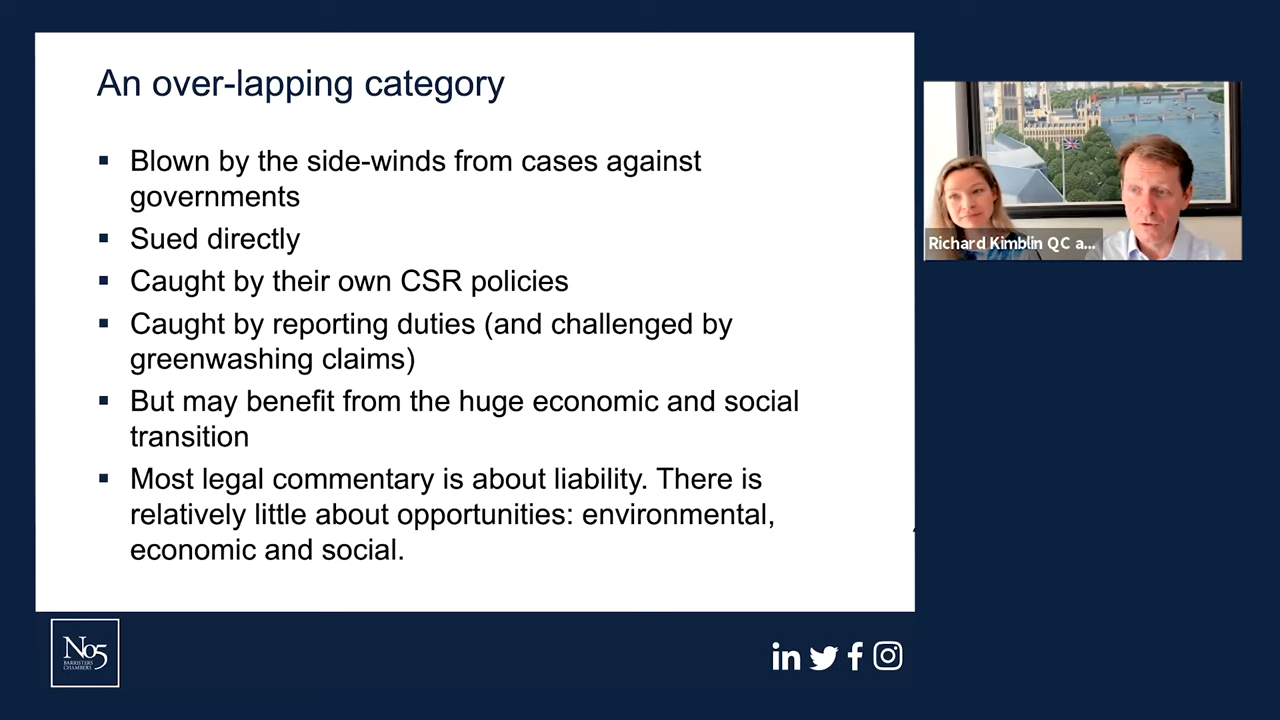 An over-lapping category
▪ Blown by the side-winds from cases against
governments
▪ Sued directly
▪ Caught by their own CSR policies
▪ Caught by reporting duties (and challenged by
greenwashing claims)
▪ But may benefit from the huge economic and social
transition
▪ Most legal commentary is about liability. There is
relatively little about opportunities: environmental,
economic and social.
Richard Kimblin QC a...
No5
BARRISTERS
CHAMBERS